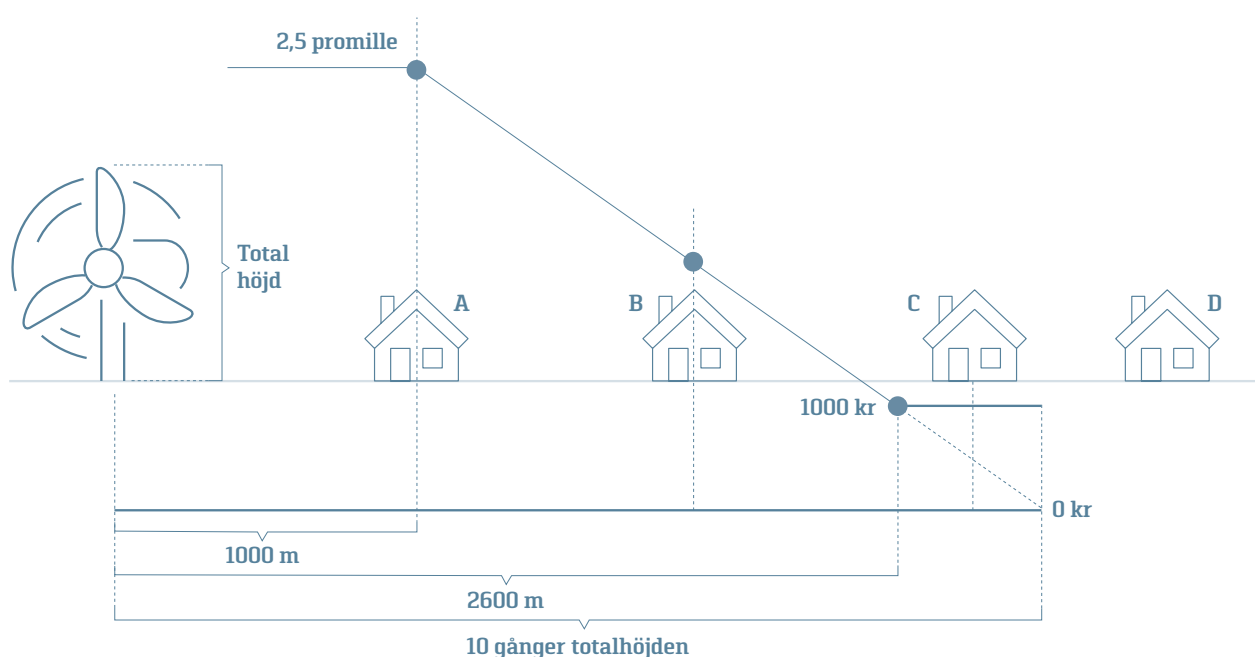 2,5 promille
Total
höjd
A
B
C
D
1000 kr
0 kr
1000 m
2600 m
10 gånger totalhöjden